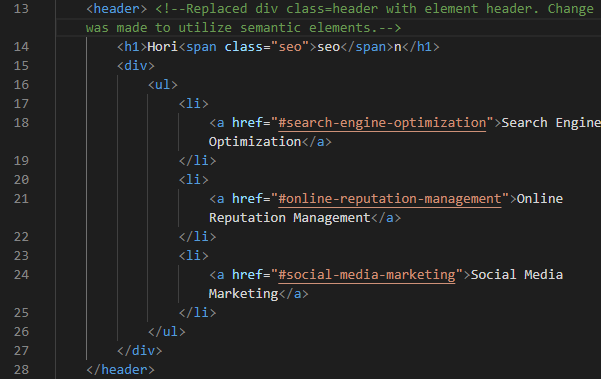 13 <header> <!--Replaced div class=header with element header. Change
was made to utilize semantic elements.-->
14 <h1>Hori<span class="seo">seo</span>n</h1>
15 <div>
16 <ul>
17 <li>
18 <a href="#search-engine-optimization">Search Engine
Optimization</a>
19 </li>
20 <li>
21 <a href="#online-reputation-management">Online
Reputation Management</a>
22 </li>
23 <li>
24 <a href="#social-media-marketing">Social Media
Marketing</a>
25 </li>
26 </ul>
27 </div>
28 </header>